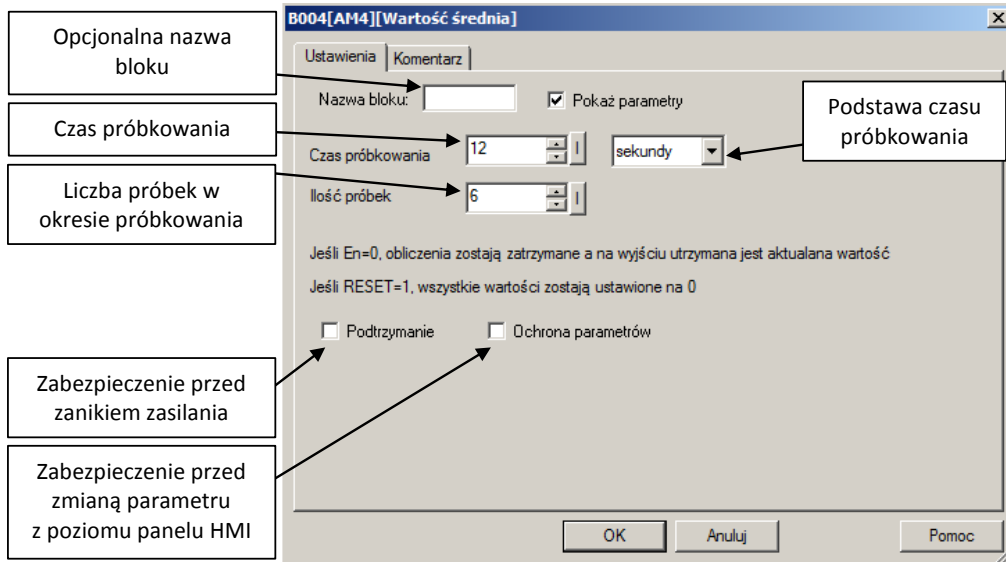 B004[AM4][Wartość średnia]
Opcjonalna nazwa
bloku
Ustawienia
Komentarz
Nazwa bloku:
Pokaż parametry
Czas próbkowania
Podstawa czasu
próbkowania
Czas próbkowania
12
I
sekundy
Liczba próbek w
okresie próbkowania
Ilość próbek
6
I
Jeśli En=0, obliczenia zostają zatrzymane a na wyjściu utrzymana jest aktualana wartość
Jeśli RESET=1, wszystkie wartości zostają ustawione na 0
Podtrzymanie
Ochrona parametrów
Zabezpieczenie przed
zanikiem zasilania
Zabezpieczenie przed
zmianą parametru
z poziomu panelu HMI
OK
Anuluj
Pomoc